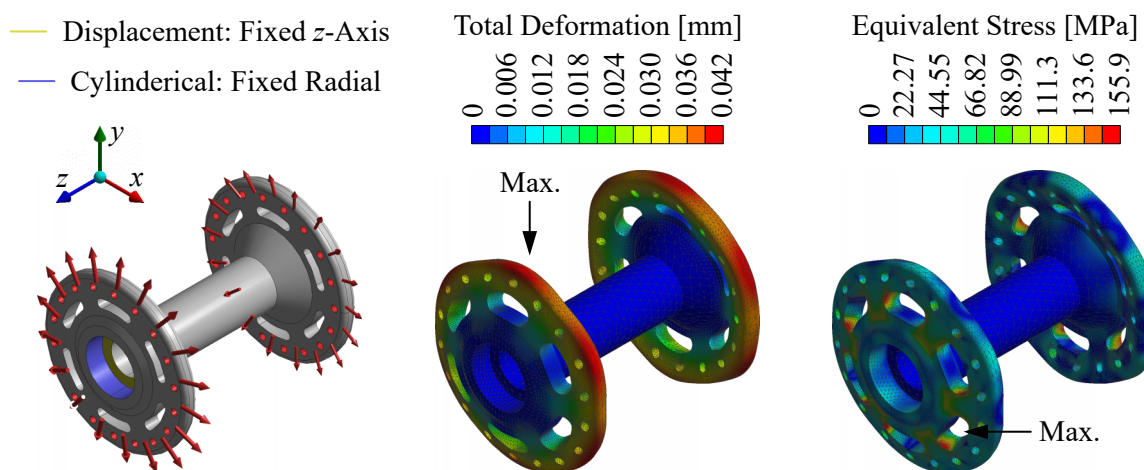 Displacement: Fixed z-Axis
Cylinderical: Fixed Radial
y
z
x
Total Deformation [mm]
0
0.006
0.012
0.018
0.024
0.030
0.036
0.042
Max.
Equivalent Stress [MPa]
0
22.27
44.55
66.82
88.99
111.3
133.6
155.9
Max.